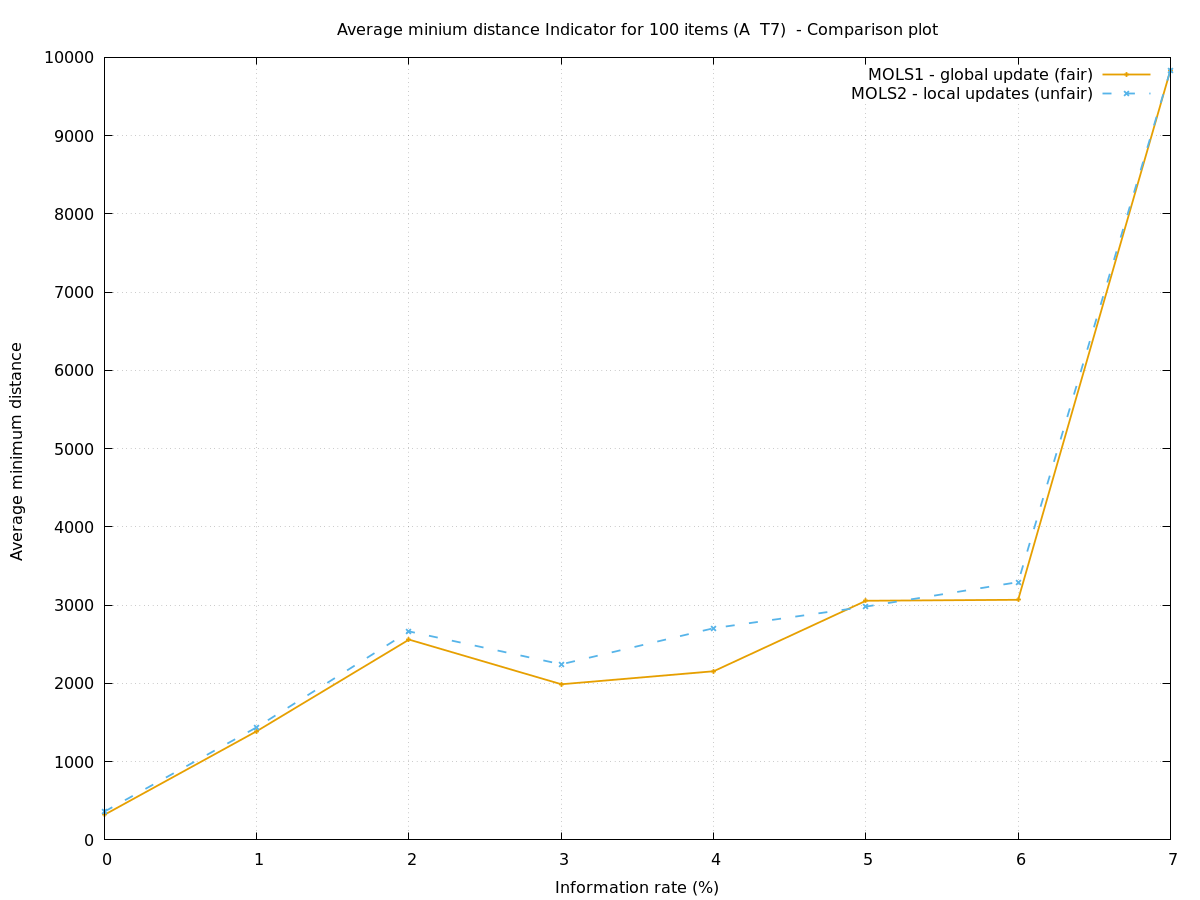 Average minium distance Indicator for 100 items (A  T7)  - Comparison plot
MOLS1 - global update (fair)
MOLS2 - local updates (unfair)
10000
9000
8000
7000
6000
5000
4000
3000
2000
1000
0
Average minimum distance
0 1 2 3 4 5 6 7
Information rate (%)